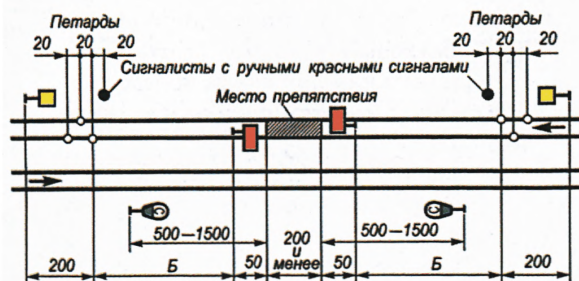 Петарды
Петарды
20 20 20
20 20 20
Сигналисты с ручными красными сигналами
Место препятствия
С
С
500–1500
200 и менее
500–1500
200
Б
50
50
Б
200